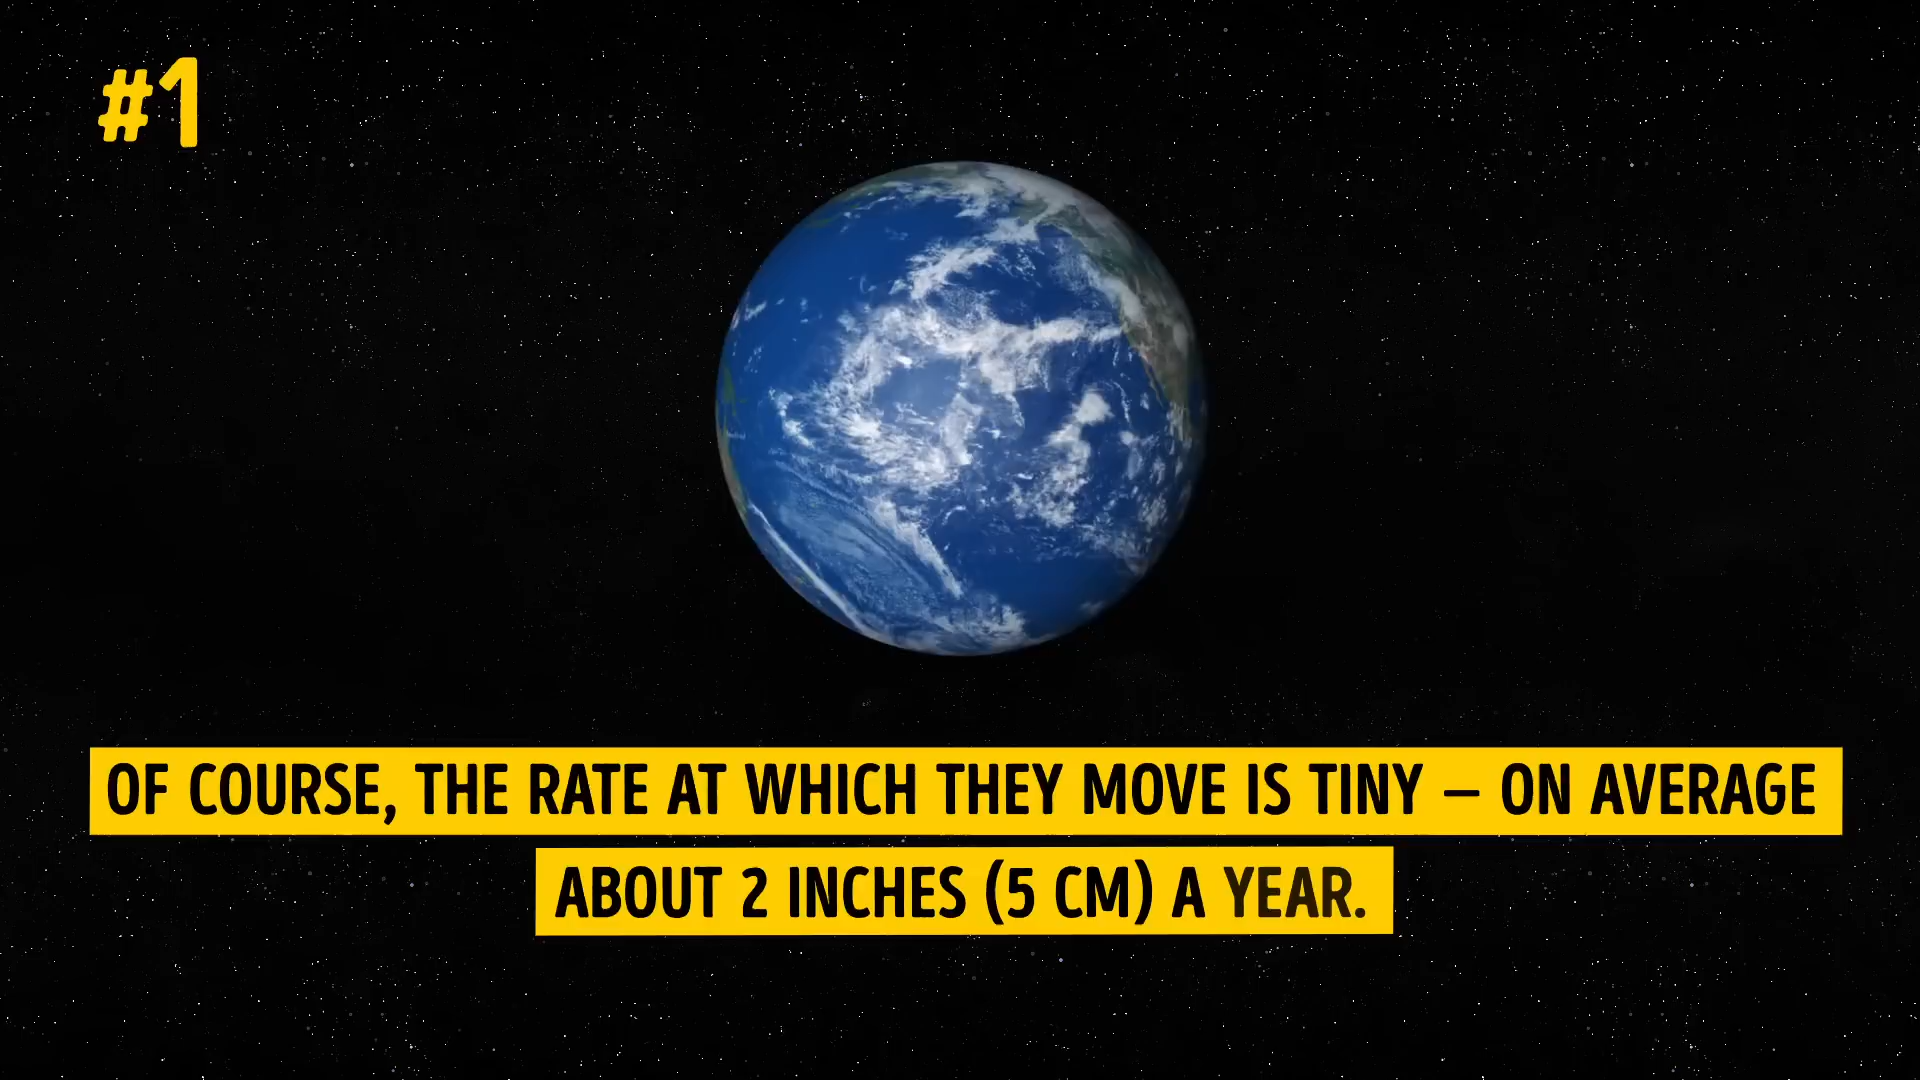 #1
OF COURSE, THE RATE AT WHICH THEY MOVE IS TINY – ON AVERAGE
ABOUT 2 INCHES (5 CM) A YEAR.